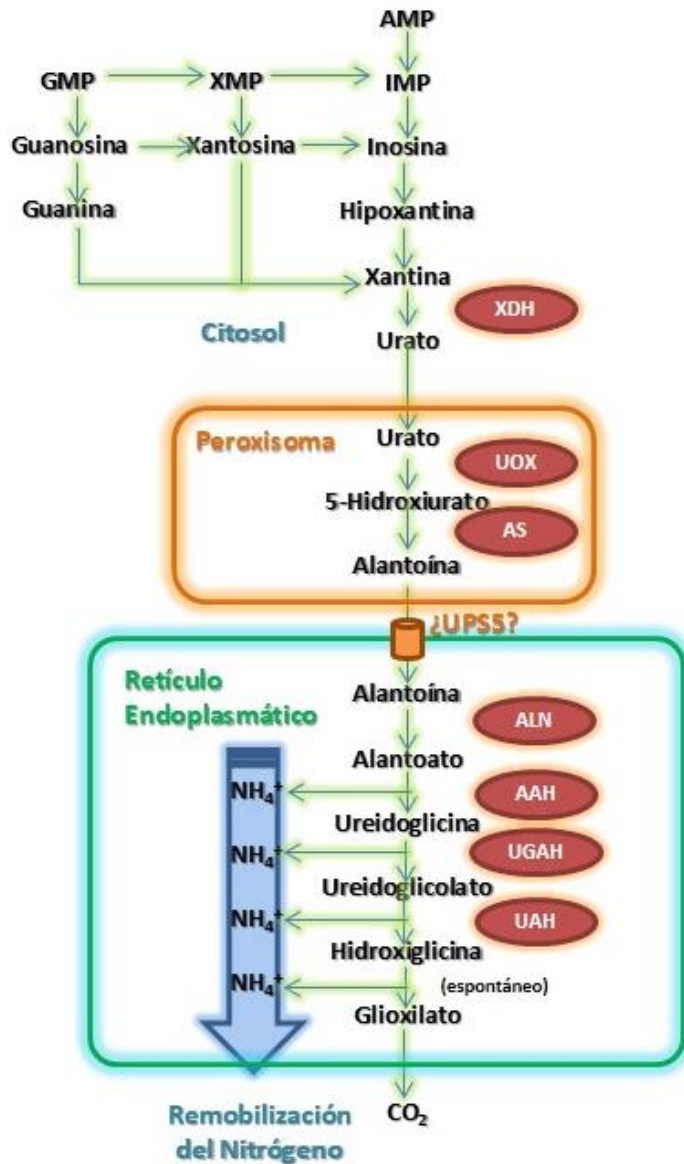 AMP
GMP XMP IMP
Guanosina Xantosina Inosina
Guanina Hipoxantina
Xantina
XDH
Citosol
Urato
Peroxisoma Urato
UOX
5-Hidroxiurato
AS
Alantoína
¿UPS5?
Retículo
Endoplasmático
Alantoína
ALN
Alantoato
NH₄⁺ AAH
Ureidoglicina
NH₄⁺ UGAH
Ureidoglicolato
NH₄⁺ UAH
Hidroxiglicina
NH₄⁺ (espontáneo)
Glioxilato
Remobilización
del Nitrógeno
CO₂